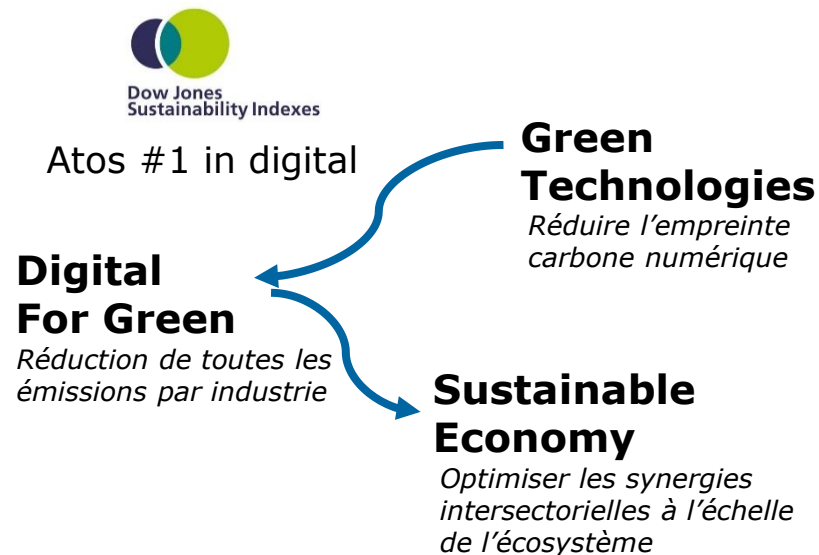 Dow Jones
Sustainability Indexes
Atos #1 in digital
Green
Technologies
Réduire l’empreinte
carbone numérique
Digital
For Green
Réduction de toutes les
émissions par industrie
Sustainable
Economy
Optimiser les synergies
intersectorielles à l’échelle
de l’écosystème